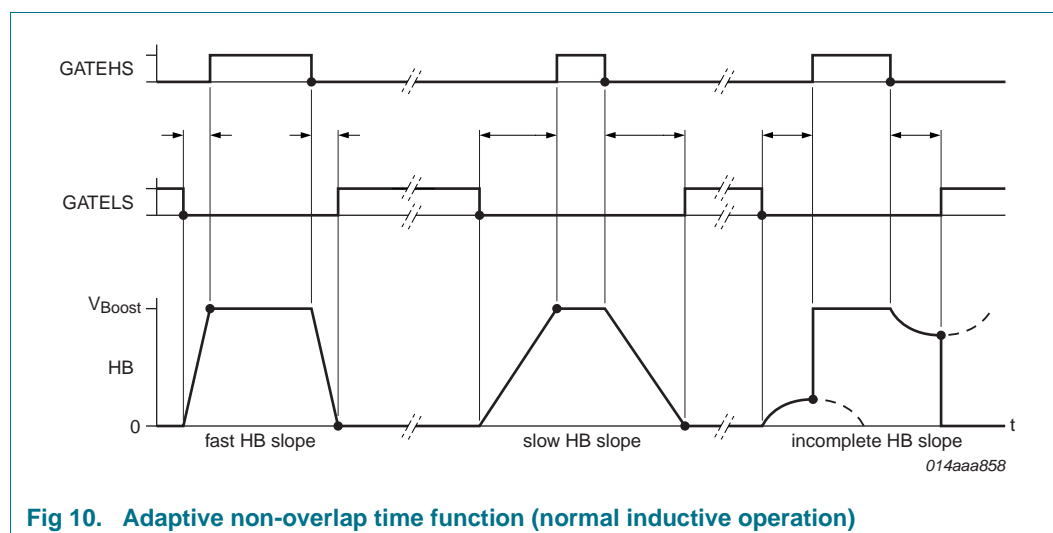 GATEHS
GATELS
VBoost
HB
0
t
fast HB slope
slow HB slope
incomplete HB slope
014aaa858
Fig 10. Adaptive non-overlap time function (normal inductive operation)